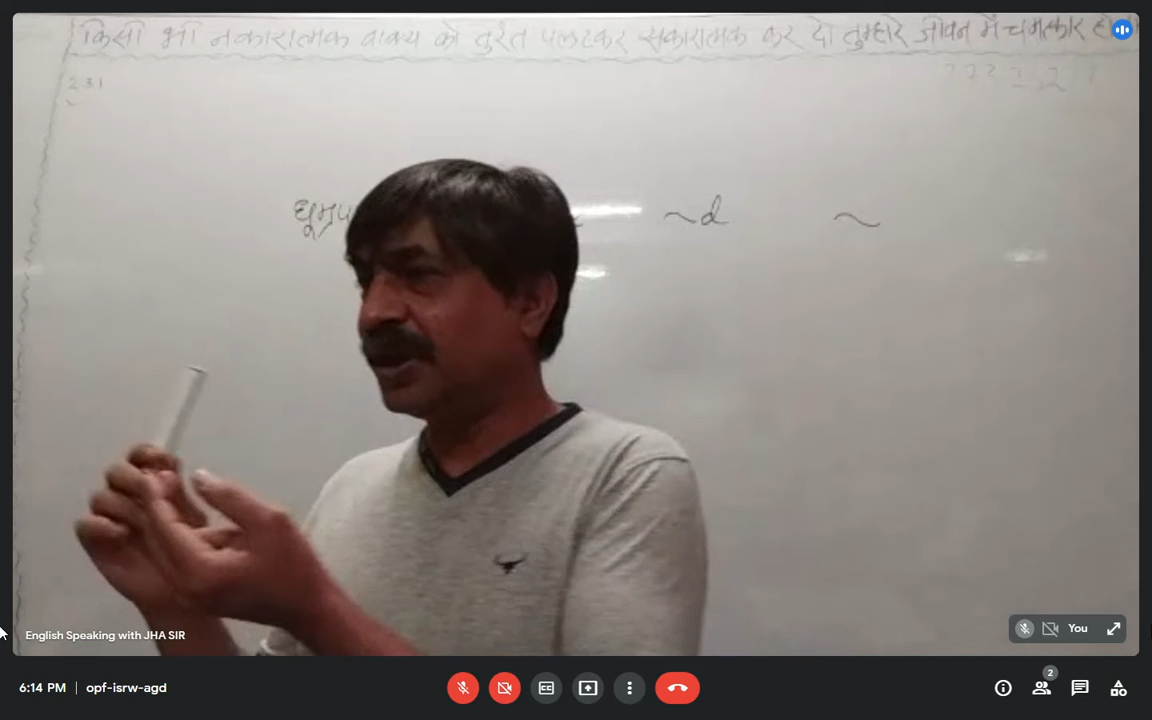 किसी भी नकारात्मक वाक्य को तुरंत पलटकर सकारात्मक कर दो तुम्हारे जीवन में चमत्कार
231
~d ~
English Speaking with JHA SIR
You
6:14 PM | opf-isrw-agd
2